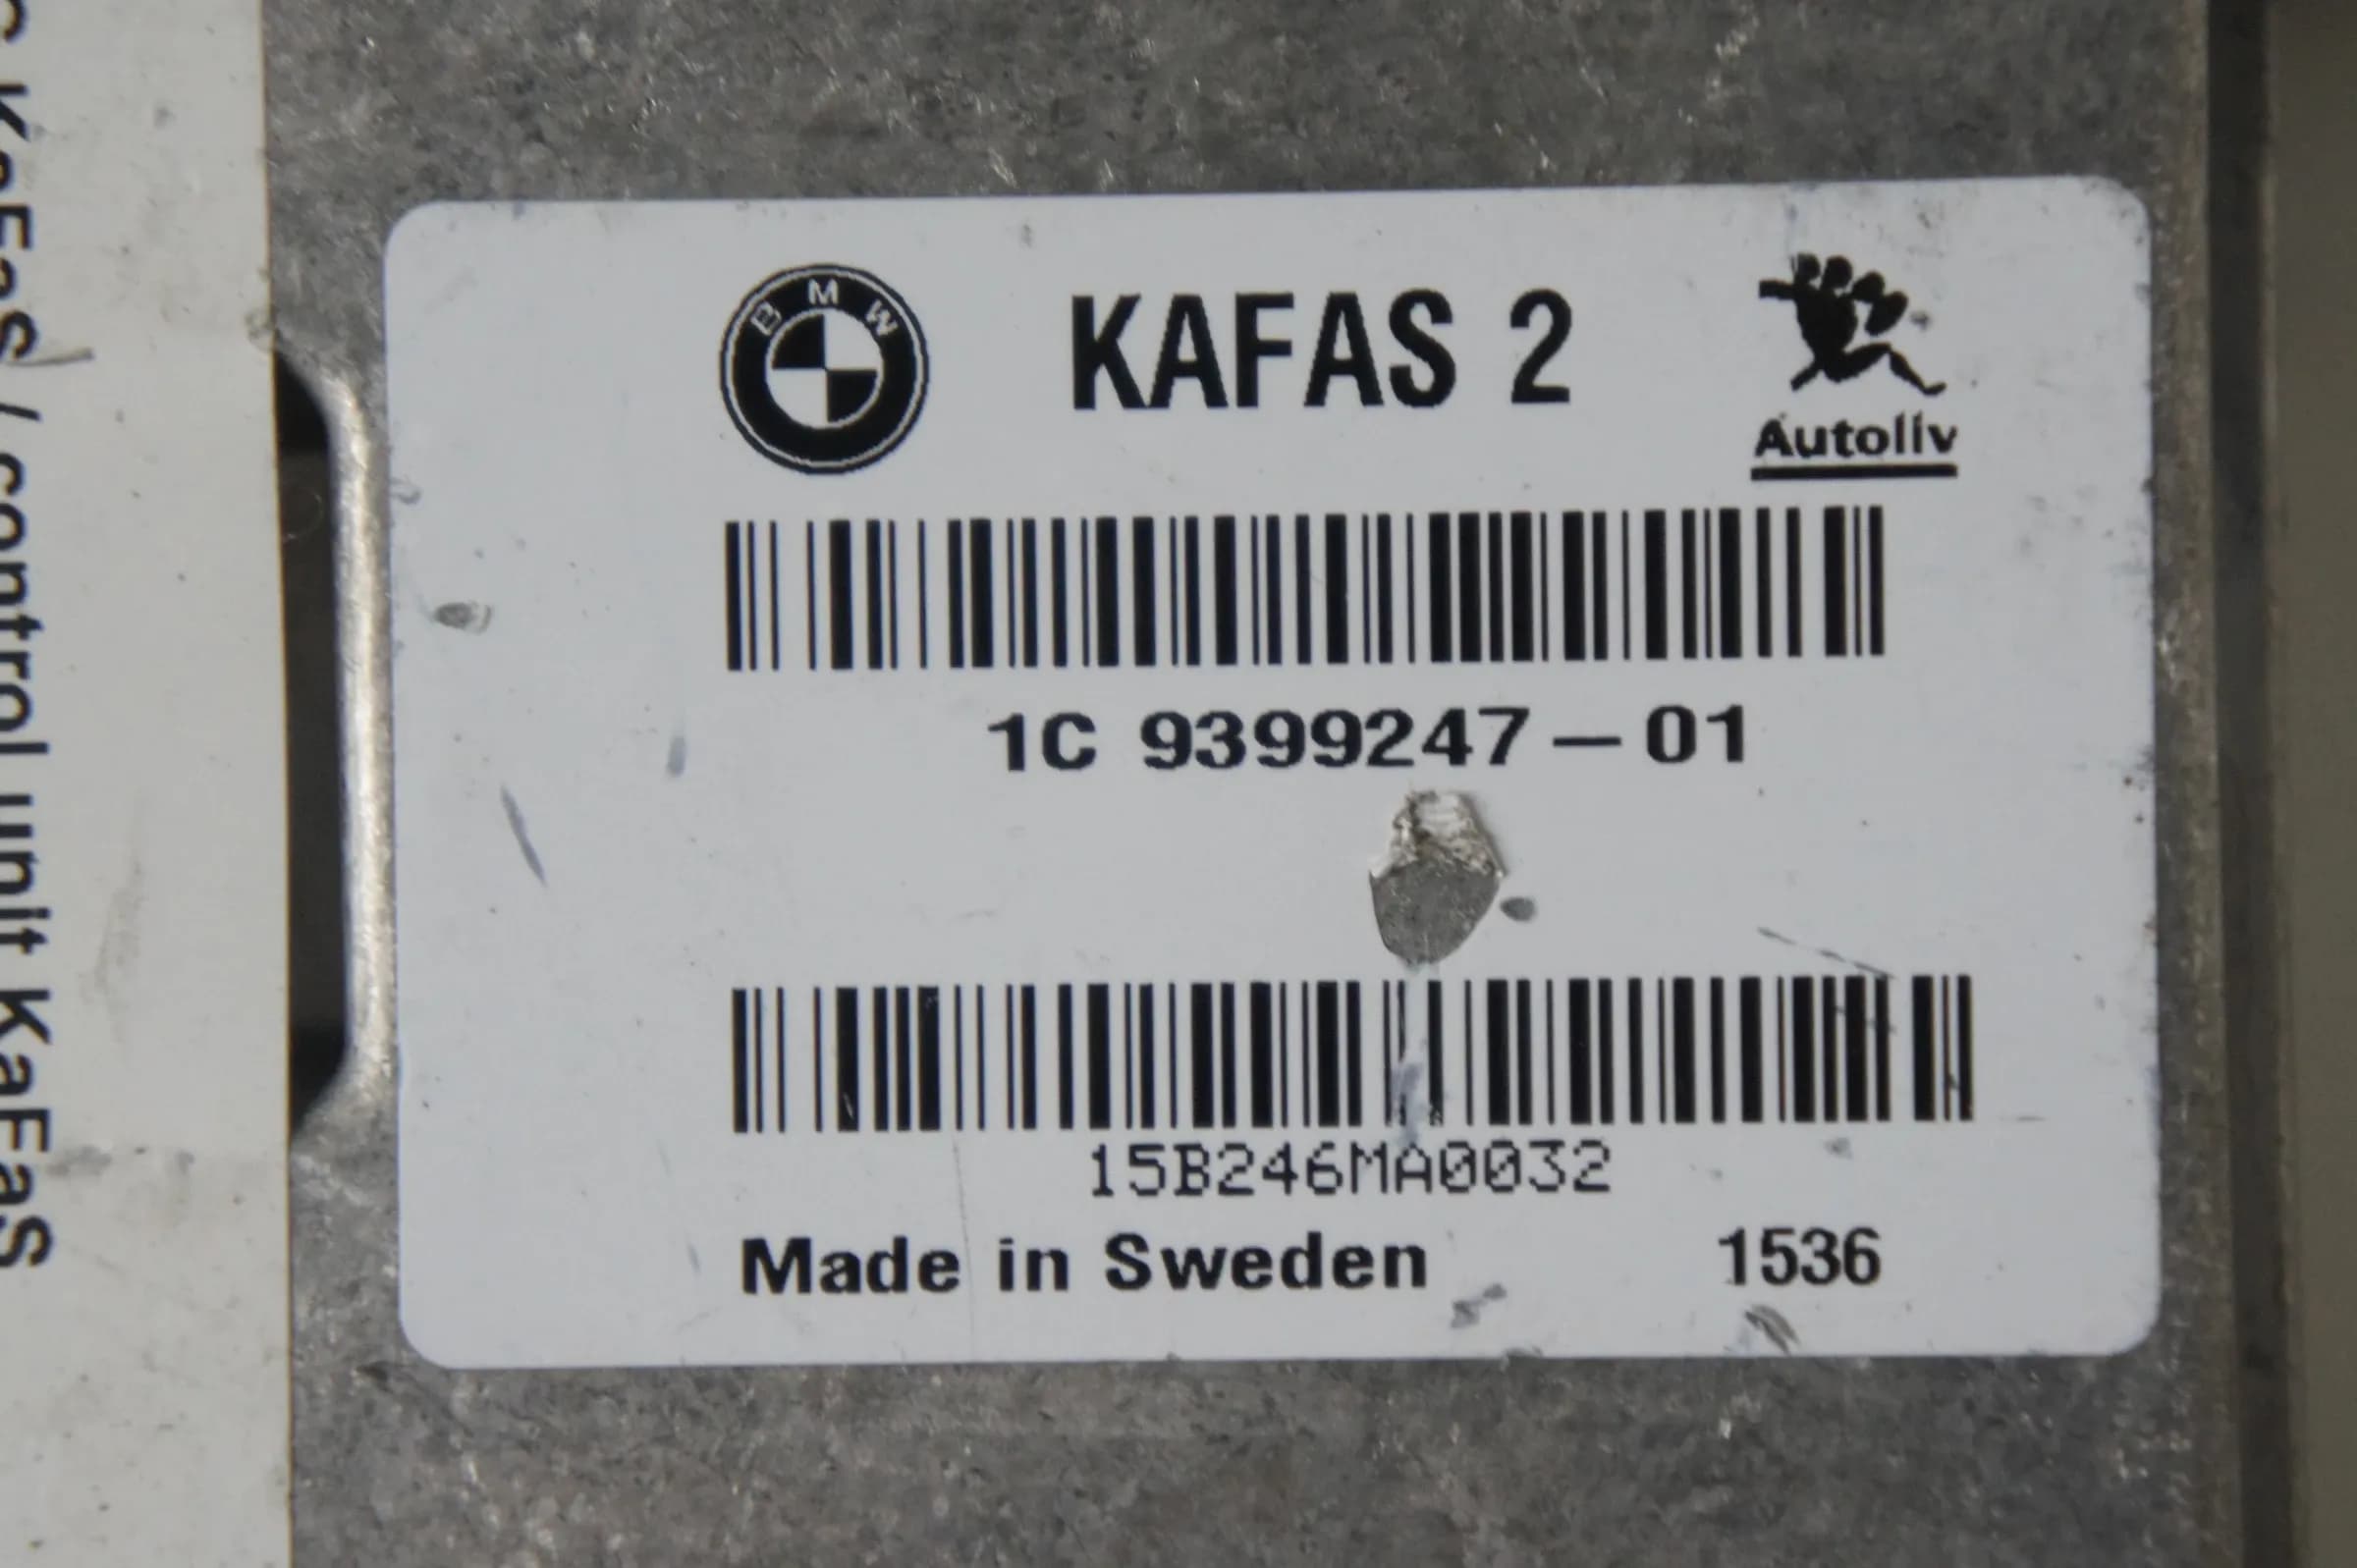 BMW
KAFAS 2
Autoliv
1C 9399247-01
15B246MA0032
Made in Sweden 1536
KaFaS / control unit KaFaS